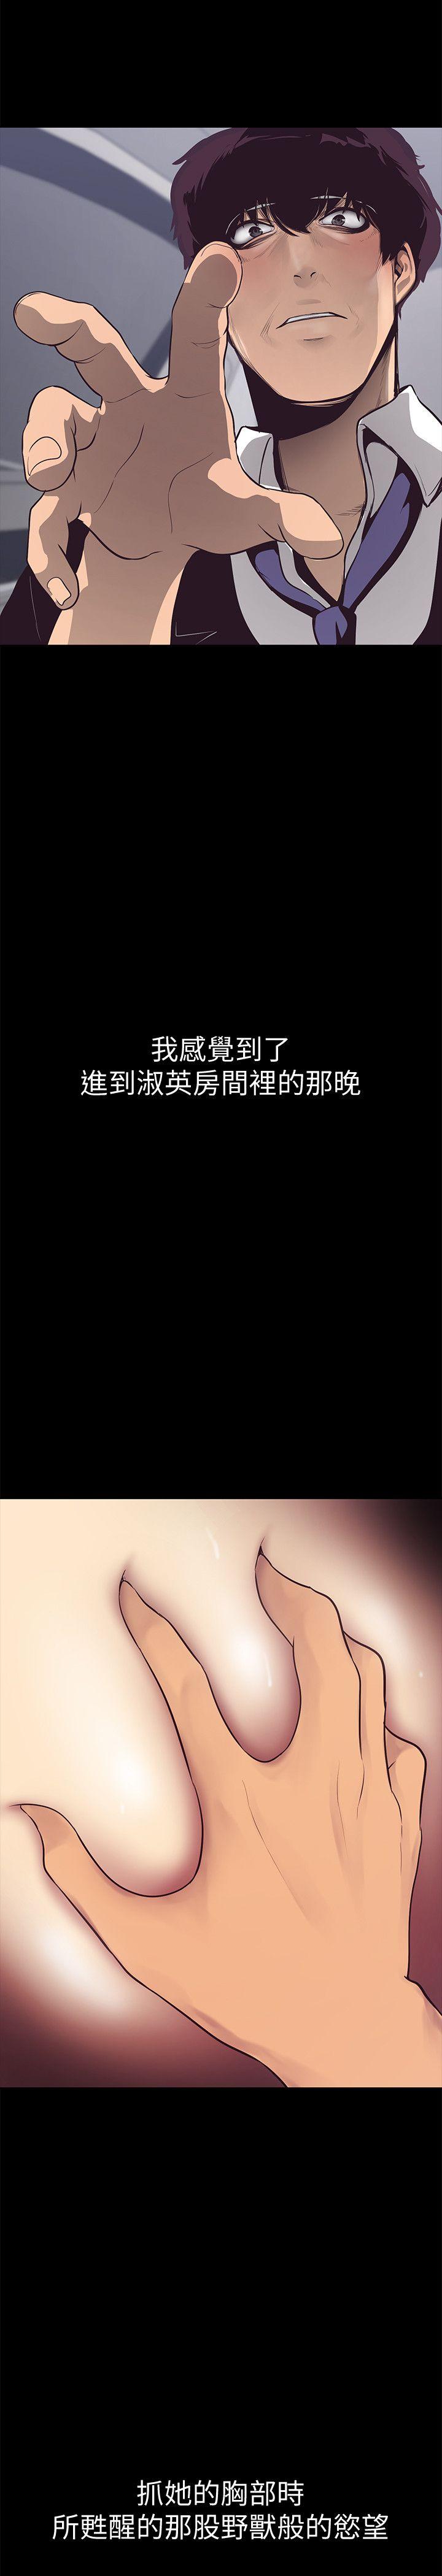 我感覺到了
進到淑英房間裡的那晚
抓她的胸部時
所甦醒的那股野獸般的慾望